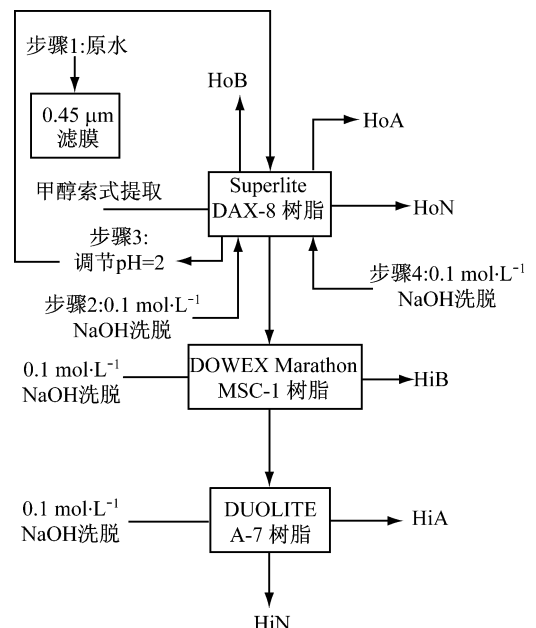 步骤1:原水
0.45 μm
滤膜
HoB
HoA
甲醇索式提取
Superlite
DAX-8 树脂
HoN
步骤3:
调节pH=2
步骤2:0.1 mol·L⁻¹
NaOH洗脱
步骤4:0.1 mol·L⁻¹
NaOH洗脱
0.1 mol·L⁻¹
NaOH洗脱
DOWEX Marathon
MSC-1 树脂
HiB
0.1 mol·L⁻¹
NaOH洗脱
DUOLITE
A-7 树脂
HiA
HiN